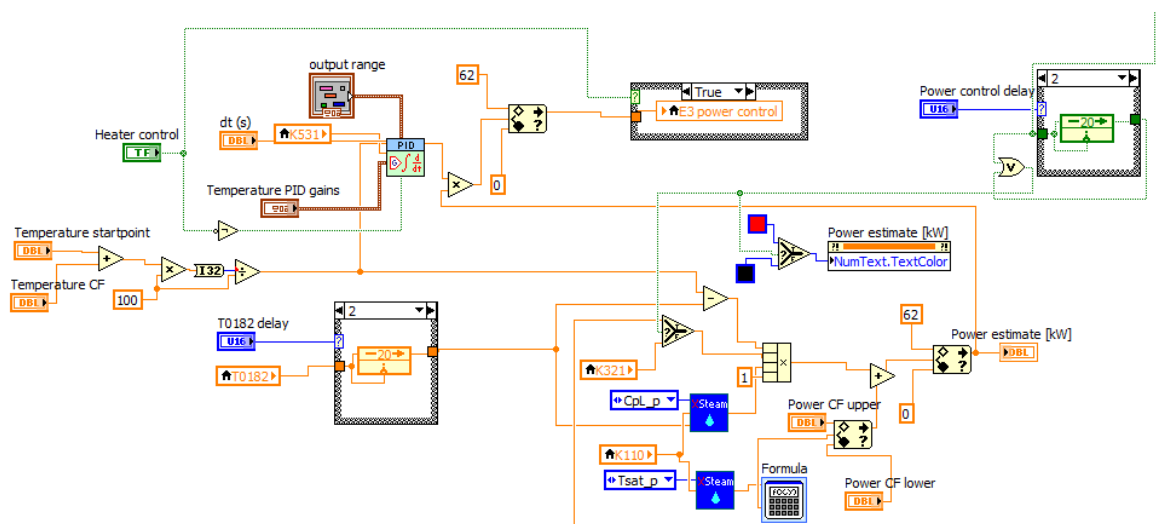 output range
62
2
True
Power control delay
E3 power control
U16
dt (s)
K531
Heater control
DBL
PID
20
TF
0
Temperature PID gains
Temperature startpoint
DBL
I32
Power estimate [kW]
NumText.TextColor
Temperature CF
DBL
100
2
T0182 delay
62
U16
20
Power estimate [kW]
DBL
T0182
K321
1
CpL_p
XSteam
Power CF upper
0
DBL
K110
Formula
Tsat_p
XSteam
Power CF lower
DBL